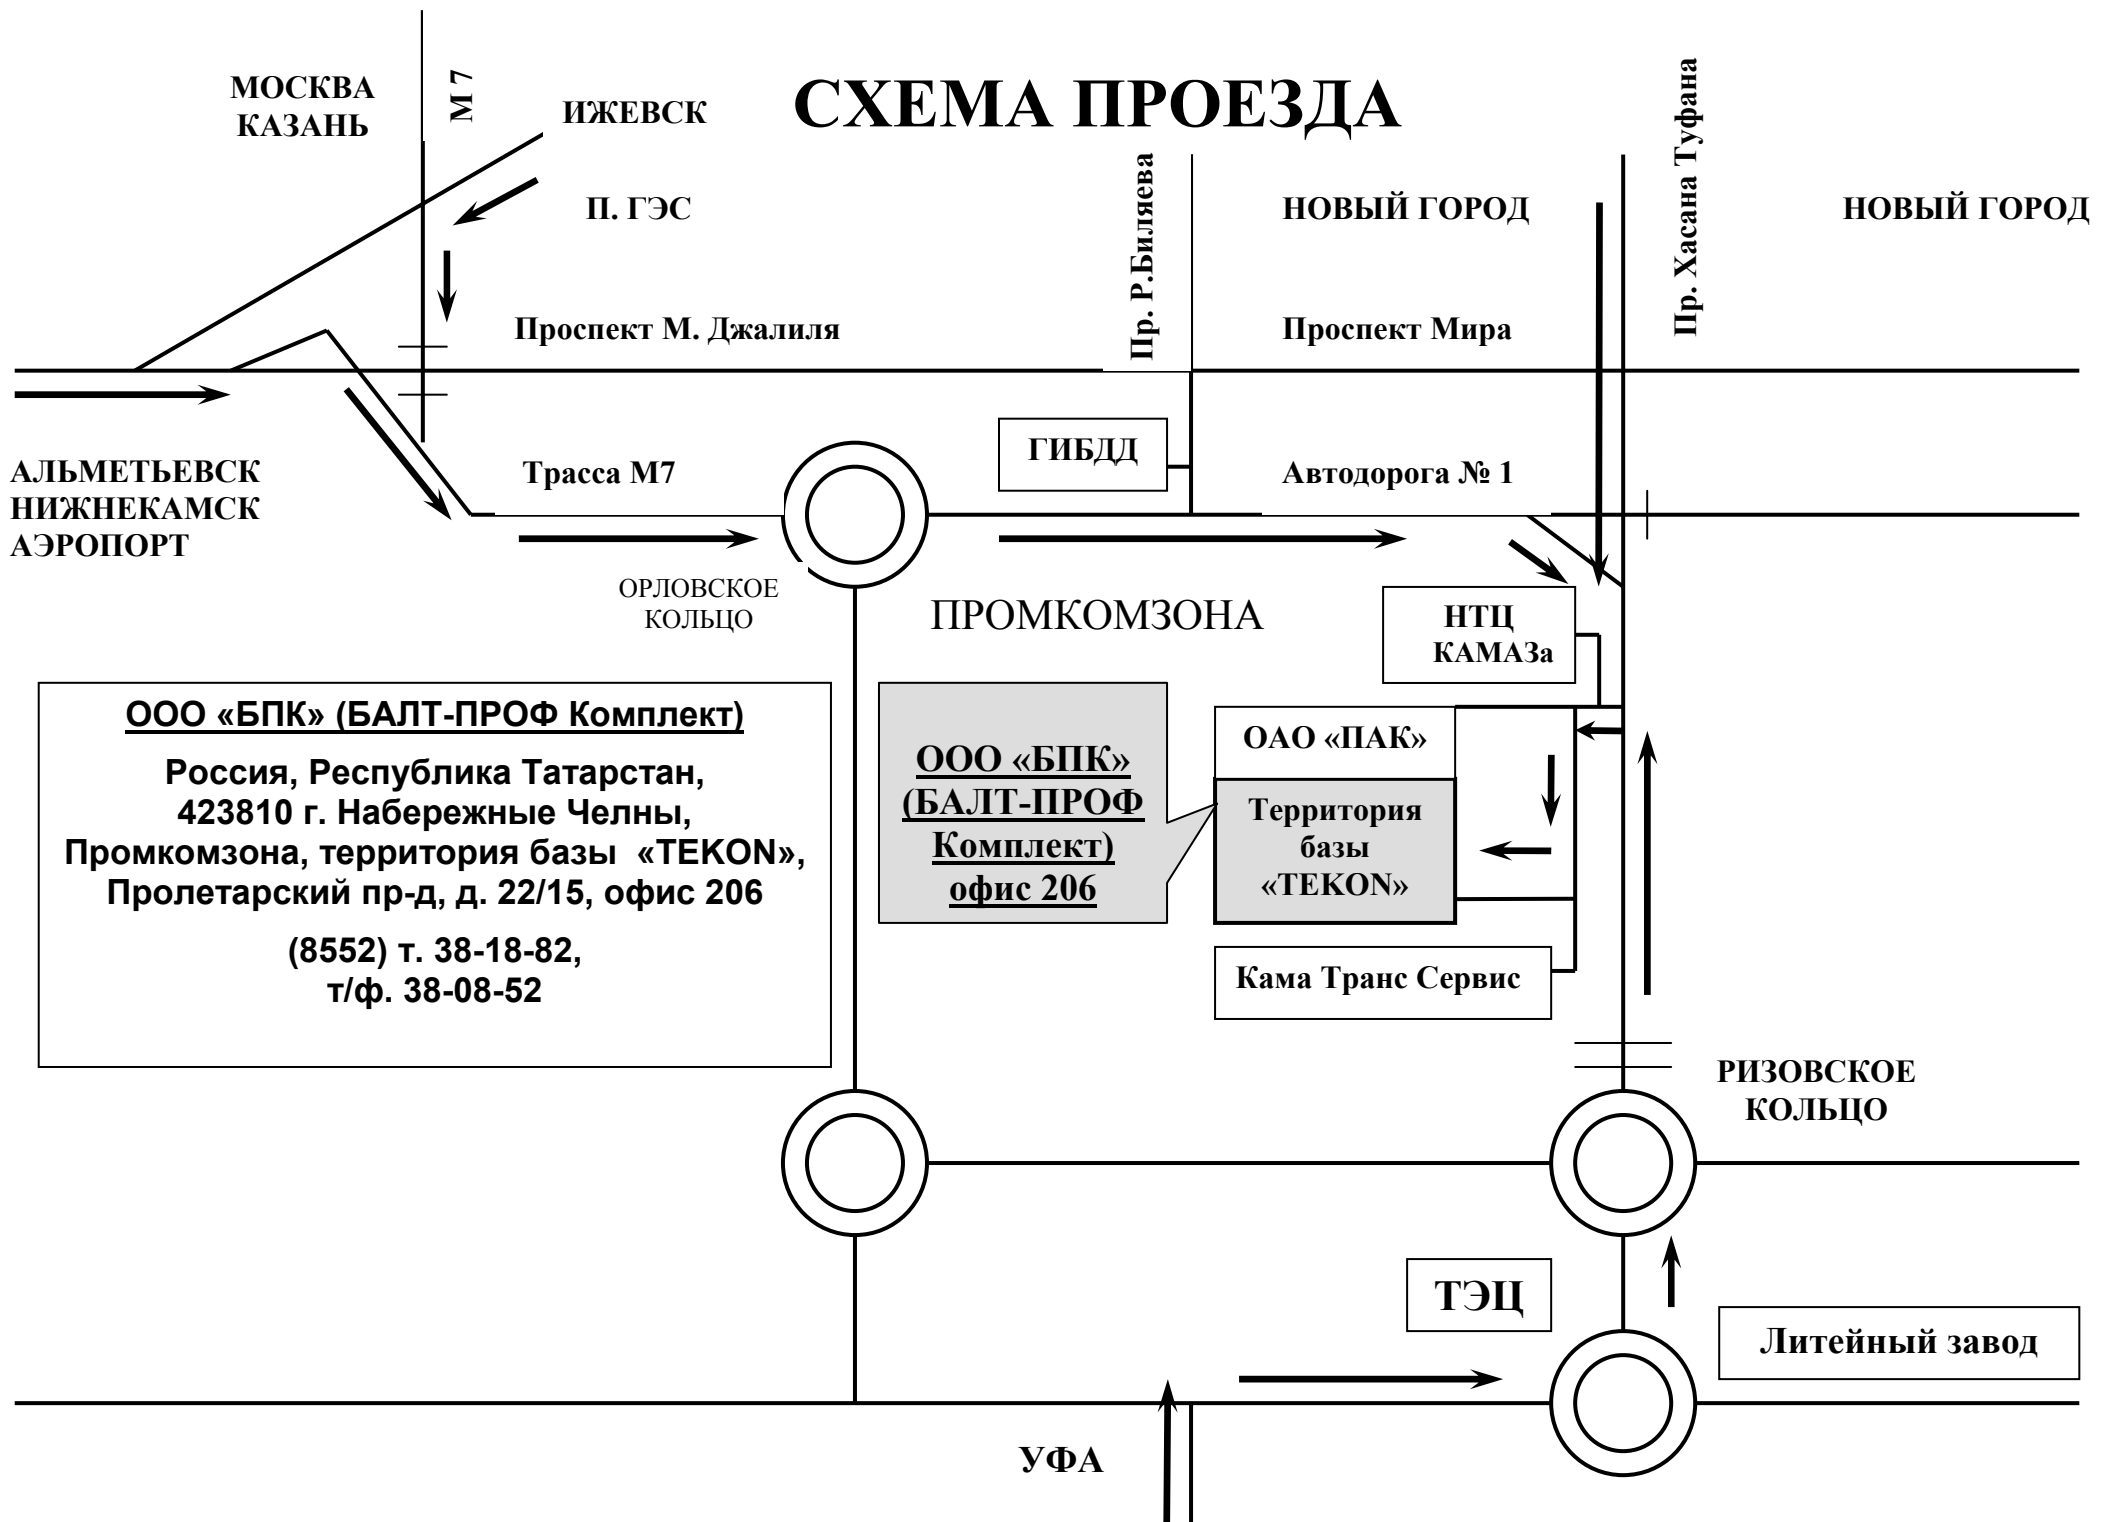 СХЕМА ПРОЕЗДА
МОСКВА
КАЗАНЬ
М 7
ИЖЕВСК
П. ГЭС
Пр. Р.Биляева
НОВЫЙ ГОРОД
Пр. Хасана Туфана
НОВЫЙ ГОРОД
Проспект М. Джалиля
Проспект Мира
АЛЬМЕТЬЕВСК
НИЖНЕКАМСК
АЭРОПОРТ
Трасса М7
ГИБДД
Автодорога № 1
ОРЛОВСКОЕ
КОЛЬЦО
ПРОМКОМЗОНА
НТЦ
КАМАЗа
ООО «БПК» (БАЛТ-ПРОФ Комплект)
Россия, Республика Татарстан,
423810 г. Набережные Челны,
Промкомзона, территория базы «TEKON»,
Пролетарский пр-д, д. 22/15, офис 206
(8552) т. 38-18-82,
т/ф. 38-08-52
ООО «БПК»
(БАЛТ-ПРОФ
Комплект)
офис 206
ОАО «ПАК»
Территория
базы
«TEKON»
Кама Транс Сервис
РИЗОВСКОЕ
КОЛЬЦО
ТЭЦ
Литейный завод
УФА